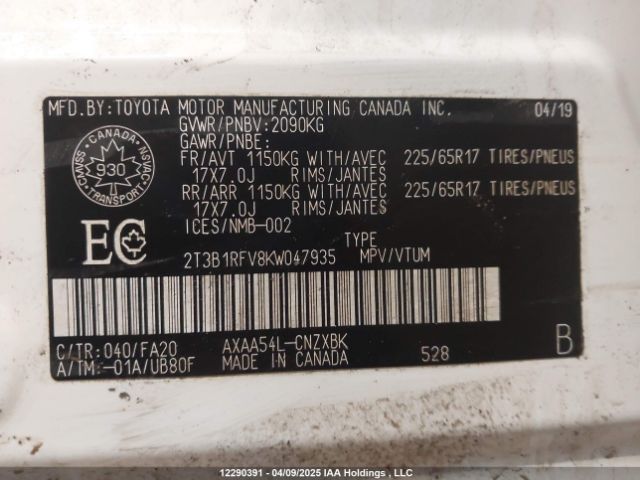 MFD.BY:TOYOTA MOTOR MANUFACTURING CANADA INC. 04/19
GVWR/PNBV:2090KG
GAWR/PNBE:
FR/AVT 1150KG WITH/AVEC 225/65R17 TIRES/PNEUS
17X7.0J RIMS/JANTES
RR/ARR 1150KG WITH/AVEC 225/65R17 TIRES/PNEUS
17X7.0J RIMS/JANTES
ICES/NMB-002
CANADA
CMVSS
930
NSVAC
TRANSPORT
EC
TYPE
2T3B1RFV8KW047935 MPV/VTUM
C/TR:040/FA20 AXAA54L-CNZXBK
A/TM:-01A/UB80F MADE IN CANADA 528 B
12290391 - 04/09/2025 IAA Holdings , LLC